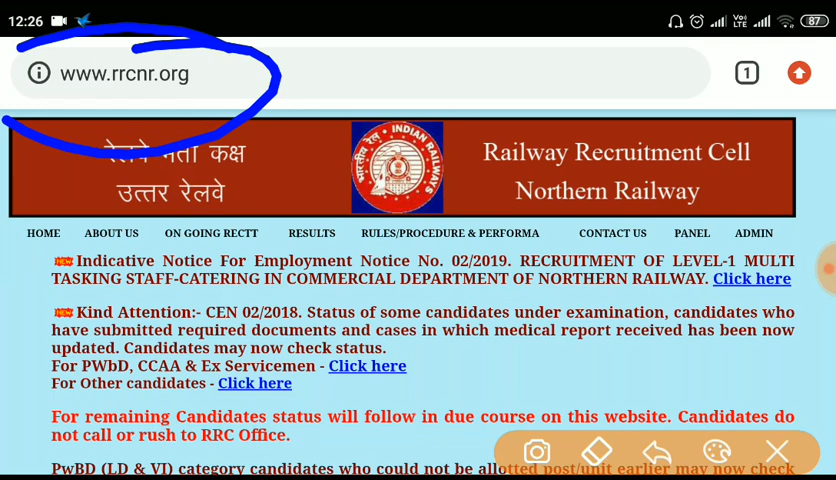 12:26 Vo) LTE 87
www.rrcnr.org 1
रेलवे भर्ती कक्ष
उत्तर रेलवे
भारतीय रेल INDIAN RAILWAYS
Railway Recruitment Cell
Northern Railway
HOME ABOUT US ON GOING RECTT RESULTS RULES/PROCEDURE & PERFORMA CONTACT US PANEL ADMIN
NEW Indicative Notice For Employment Notice No. 02/2019. RECRUITMENT OF LEVEL-1 MULTI
TASKING STAFF-CATERING IN COMMERCIAL DEPARTMENT OF NORTHERN RAILWAY. Click here
NEW Kind Attention:- CEN 02/2018. Status of some candidates under examination, candidates who
have submitted required documents and cases in which medical report received has been now
updated. Candidates may now check status.
For PWbD, CCAA & Ex Servicemen - Click here
For Other candidates - Click here
For remaining Candidates status will follow in due course on this website. Candidates do
not call or rush to RRC Office.
PwBD (LD & VI) category candidates who could not be allotted post/unit earlier may now check